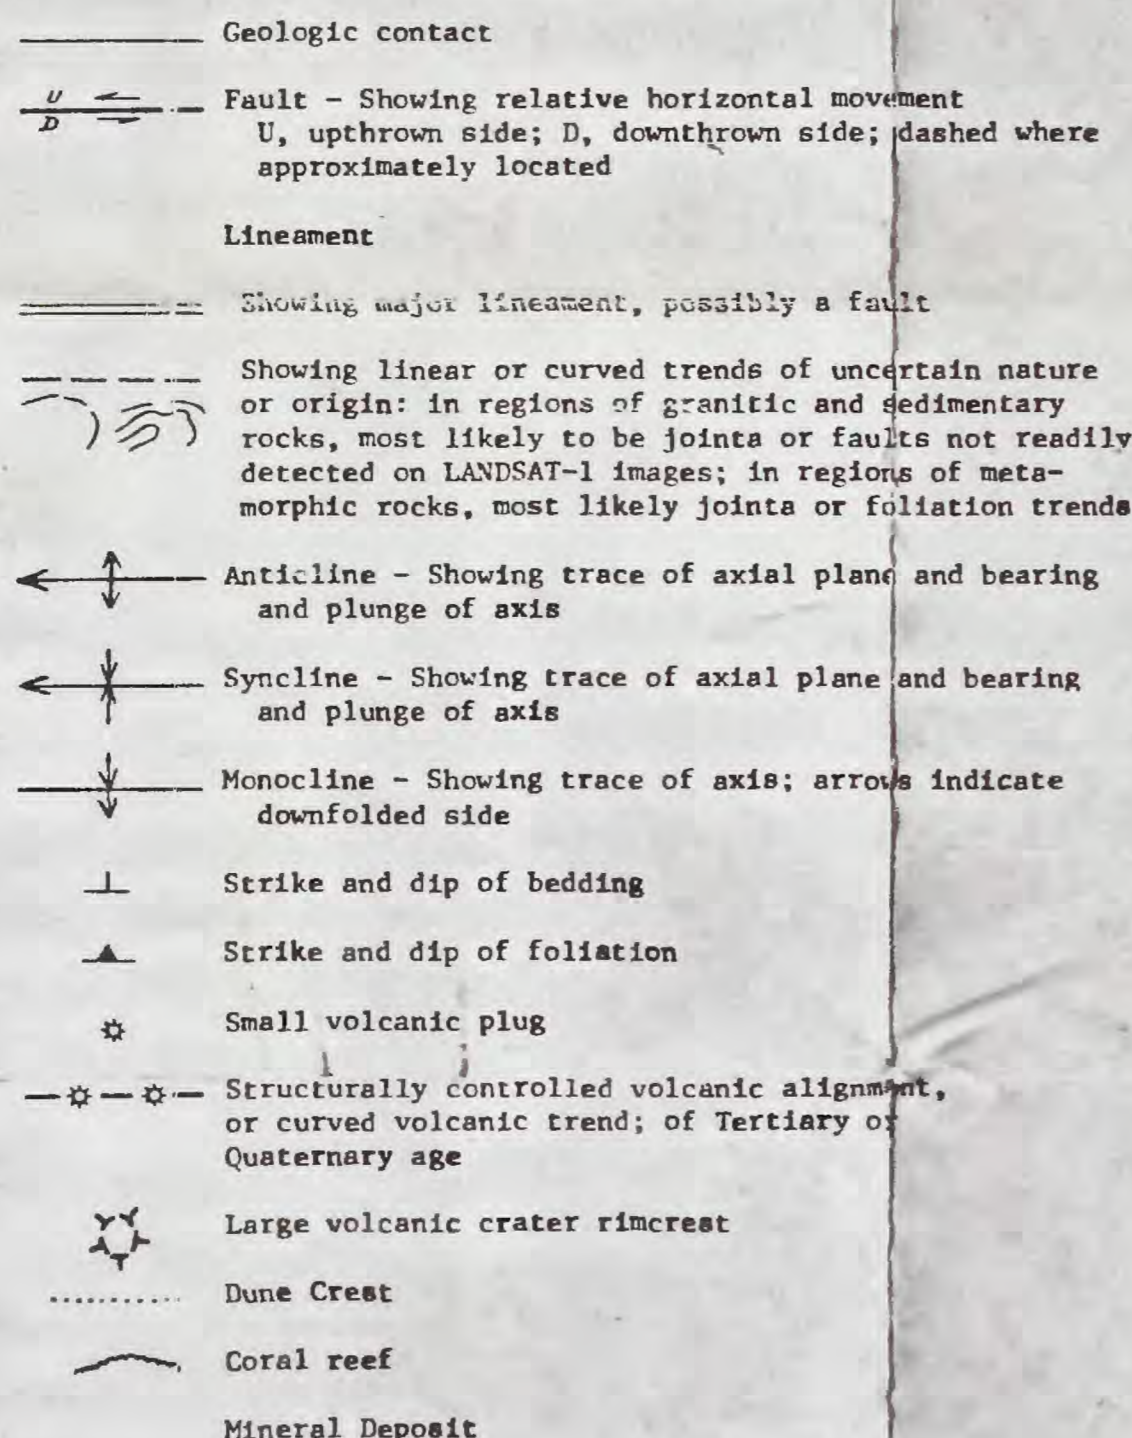 Geologic contact
U
D
Fault - Showing relative horizontal movement
U, upthrown side; D, downthrown side; dashed where
approximately located
Lineament
Showing major lineament, possibly a fault
Showing linear or curved trends of uncertain nature
or origin: in regions of granitic and sedimentary
rocks, most likely to be jointa or faults not readily
detected on LANDSAT-1 images; in regions of meta-
morphic rocks, most likely jointa or foliation trends
Anticline - Showing trace of axial plane and bearing
and plunge of axis
Syncline - Showing trace of axial plane and bearing
and plunge of axis
Monocline - Showing trace of axis; arrows indicate
downfolded side
Strike and dip of bedding
Strike and dip of foliation
Small volcanic plug
Structurally controlled volcanic alignment,
or curved volcanic trend; of Tertiary or
Quaternary age
Large volcanic crater rimcrest
Dune Crest
Coral reef
Mineral Deposit